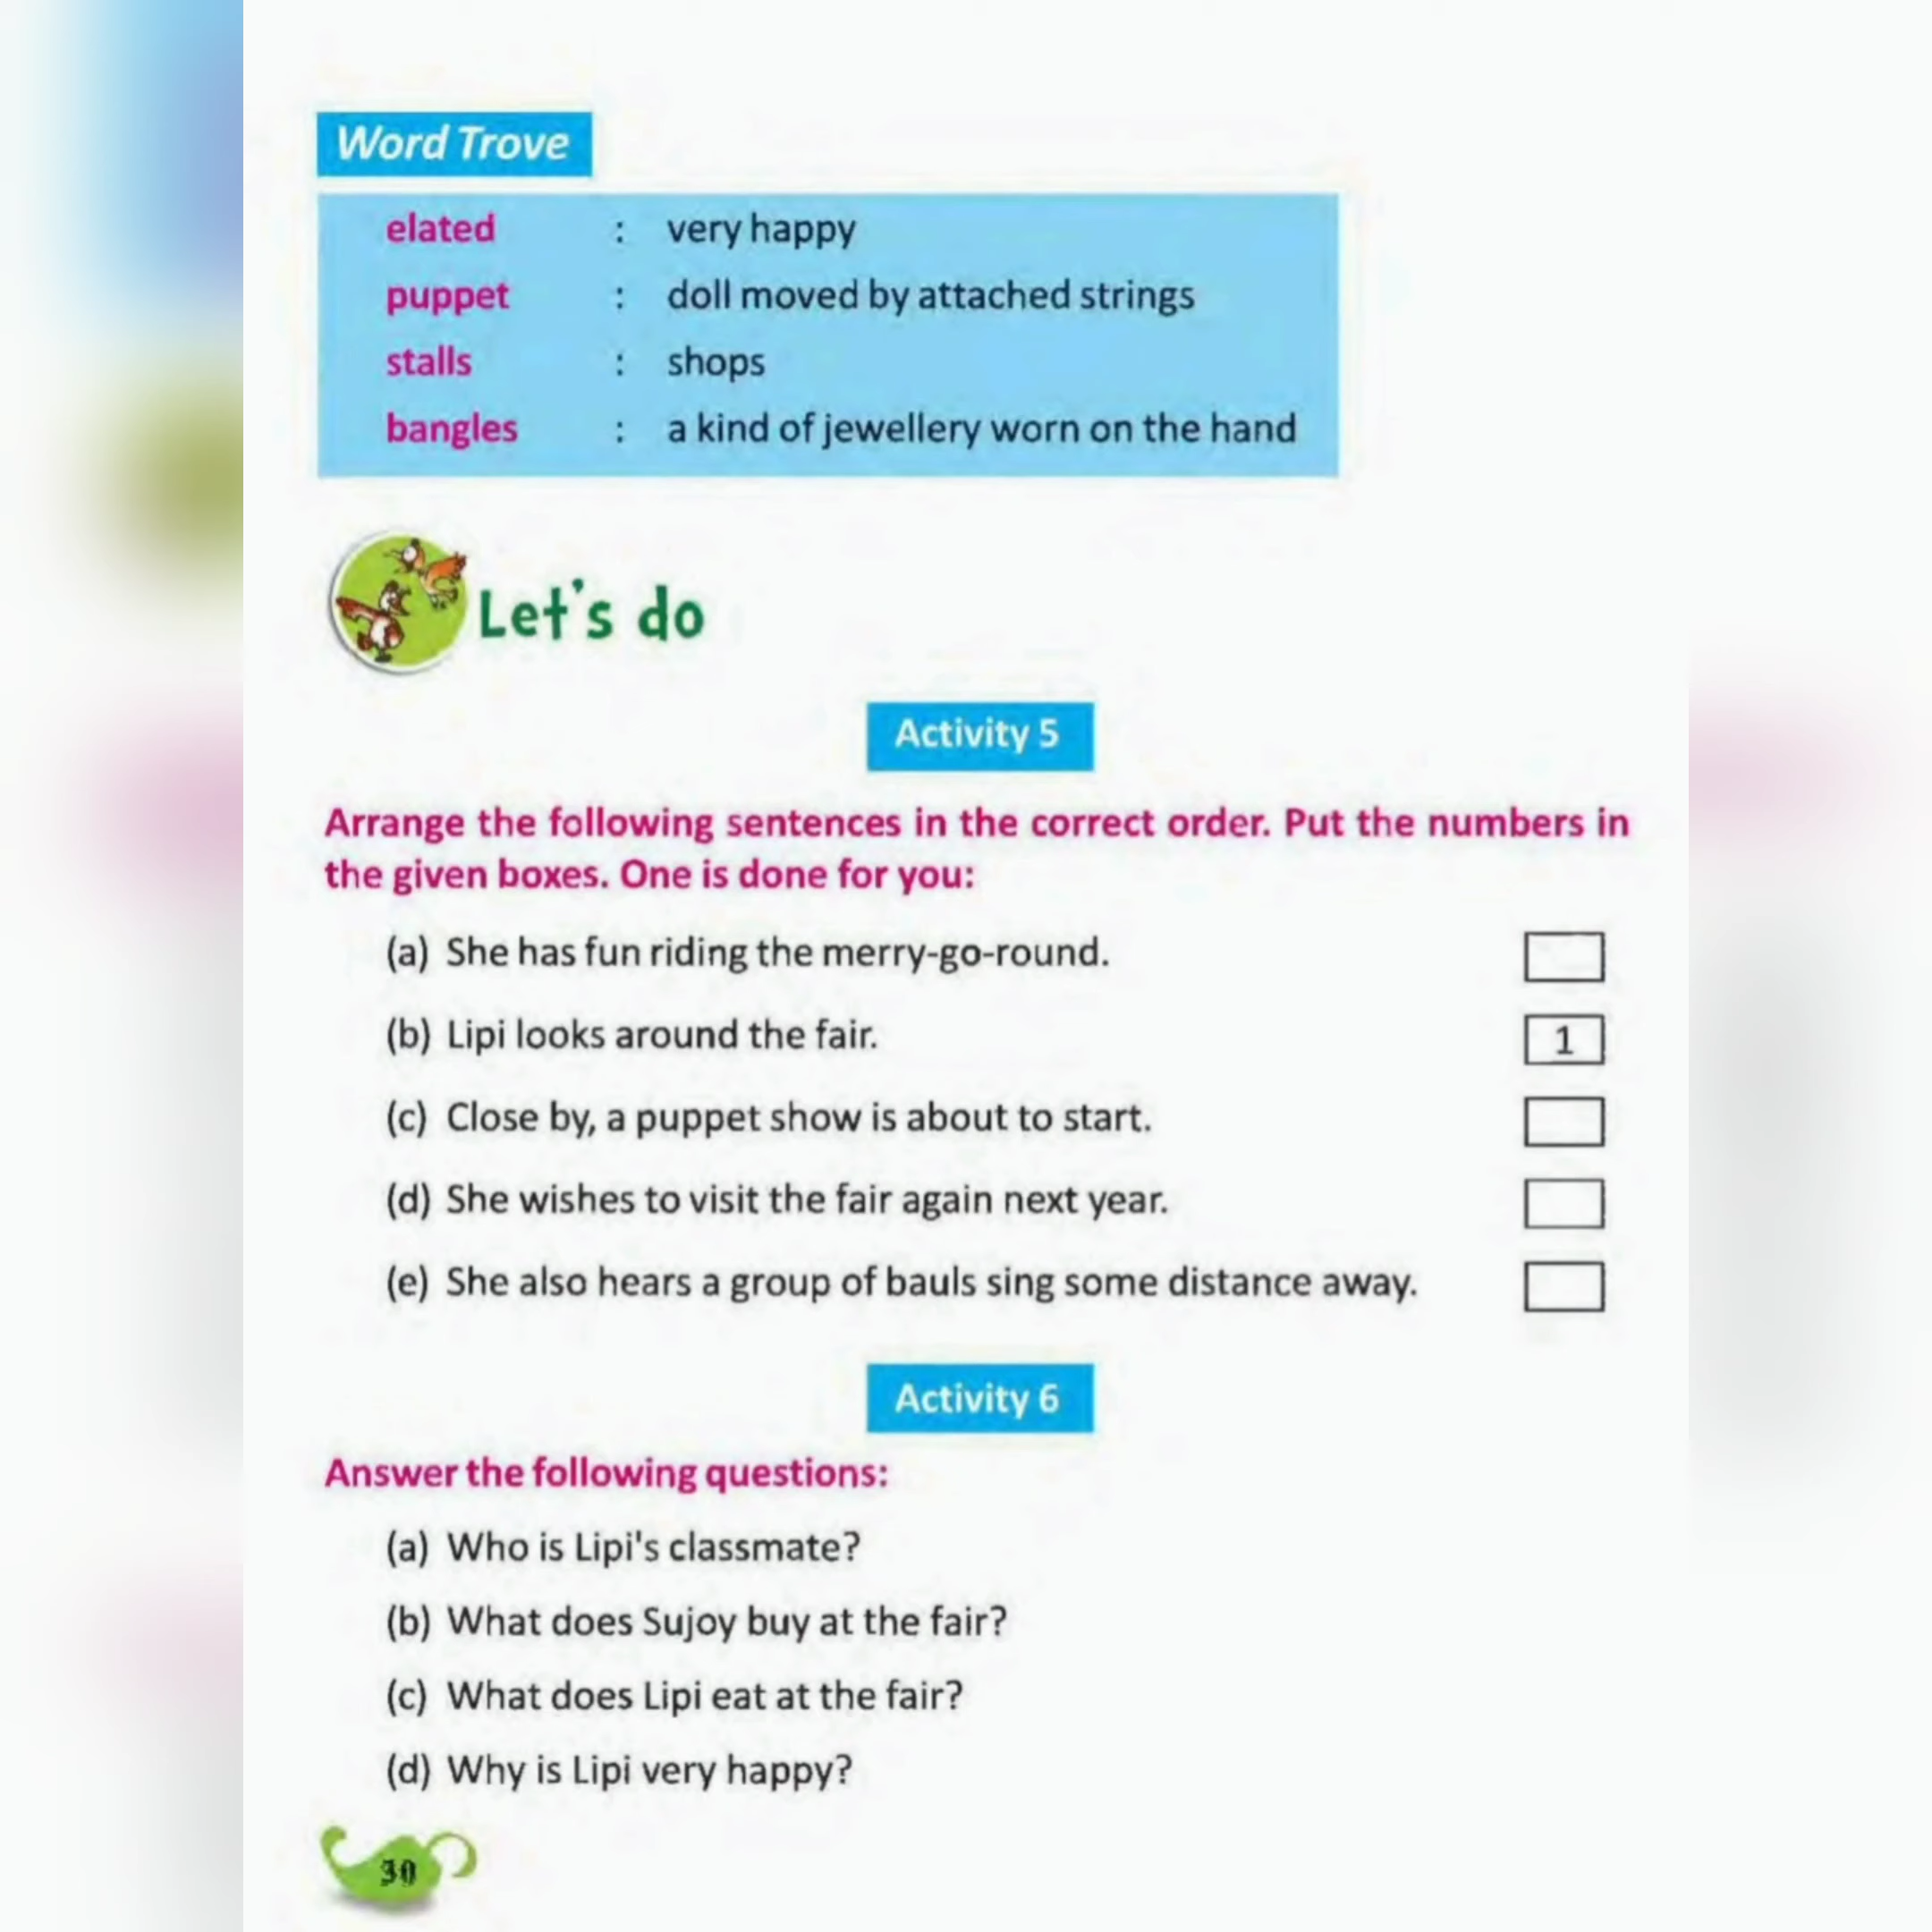 Word Trove
elated : very happy
puppet : doll moved by attached strings
stalls : shops
bangles : a kind of jewellery worn on the hand
Let's do
Activity 5
Arrange the following sentences in the correct order. Put the numbers in
the given boxes. One is done for you:
(a) She has fun riding the merry-go-round.
(b) Lipi looks around the fair. 1
(c) Close by, a puppet show is about to start.
(d) She wishes to visit the fair again next year.
(e) She also hears a group of bauls sing some distance away.
Activity 6
Answer the following questions:
(a) Who is Lipi's classmate?
(b) What does Sujoy buy at the fair?
(c) What does Lipi eat at the fair?
(d) Why is Lipi very happy?
30